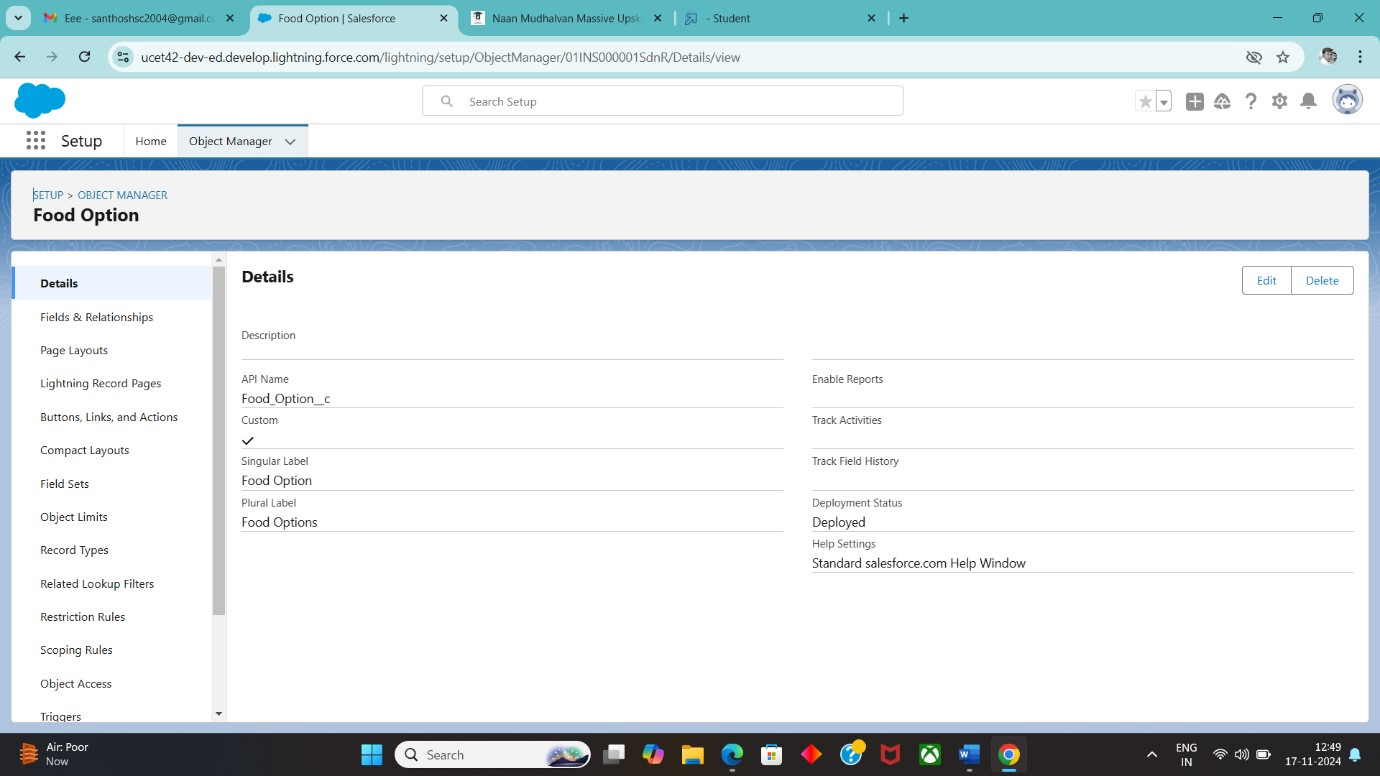 Eee - santhoshsc2004@gmail.co
Food Option | Salesforce
Naan Mudhalvan Massive Upsk
- Student
ucet42-dev-ed.develop.lightning.force.com/lightning/setup/ObjectManager/01INS000001SdnR/Details/view
Search Setup
Setup
Home
Object Manager
SETUP > OBJECT MANAGER
Food Option
Details
Fields & Relationships
Page Layouts
Lightning Record Pages
Buttons, Links, and Actions
Compact Layouts
Field Sets
Object Limits
Record Types
Related Lookup Filters
Restriction Rules
Scoping Rules
Object Access
Triggers
Details
Edit
Delete
Description
API Name
Food_Option__c
Custom
Singular Label
Food Option
Plural Label
Food Options
Enable Reports
Track Activities
Track Field History
Deployment Status
Deployed
Help Settings
Standard salesforce.com Help Window
Air: Poor
Now
Search
ENG
IN
12:49
17-11-2024